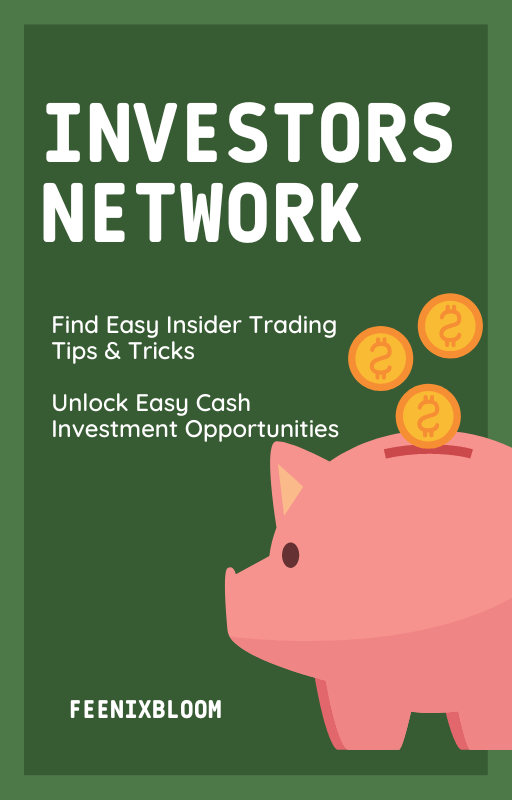 INVESTORS
NETWORK
Find Easy Insider Trading
Tips & Tricks
Unlock Easy Cash
Investment Opportunities
FEENIXBLOOM